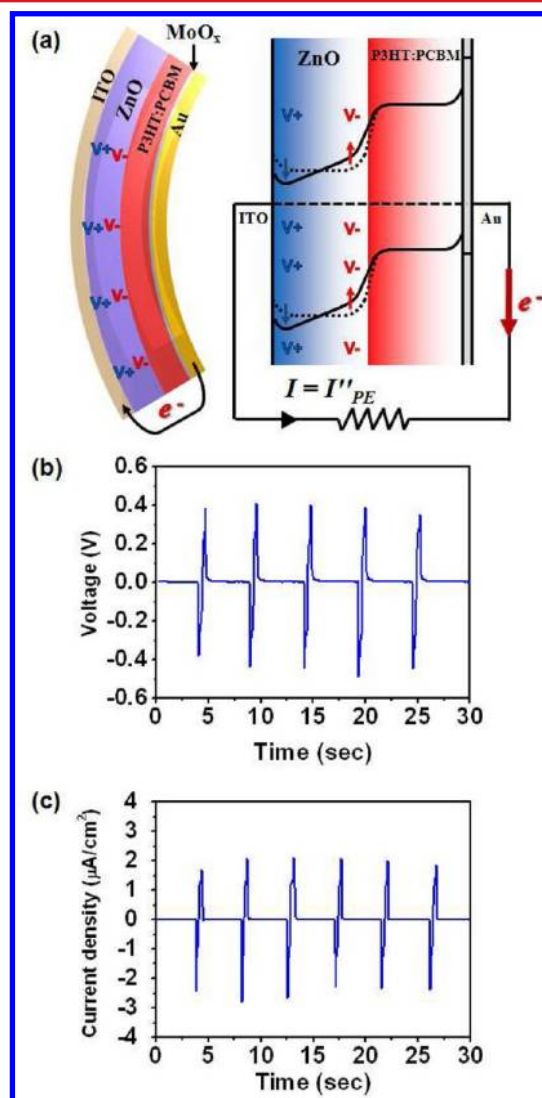 (a)
MoOx
ITO
ZnO
P3HT:PCBM
Au
V+ V-
V+ V-
V+ V-
V+ V-
e-
ZnO
P3HT:PCBM
V+ V-
ITO
Au
V+ V-
V+ V-
V+ V-
e-
I = I''PE
(b)
0.6
0.4
0.2
0.0
-0.2
-0.4
-0.6
Voltage (V)
0 5 10 15 20 25 30
Time (sec)
(c)
4
3
2
1
0
-1
-2
-3
-4
Current density (μA/cm²)
0 5 10 15 20 25 30
Time (sec)